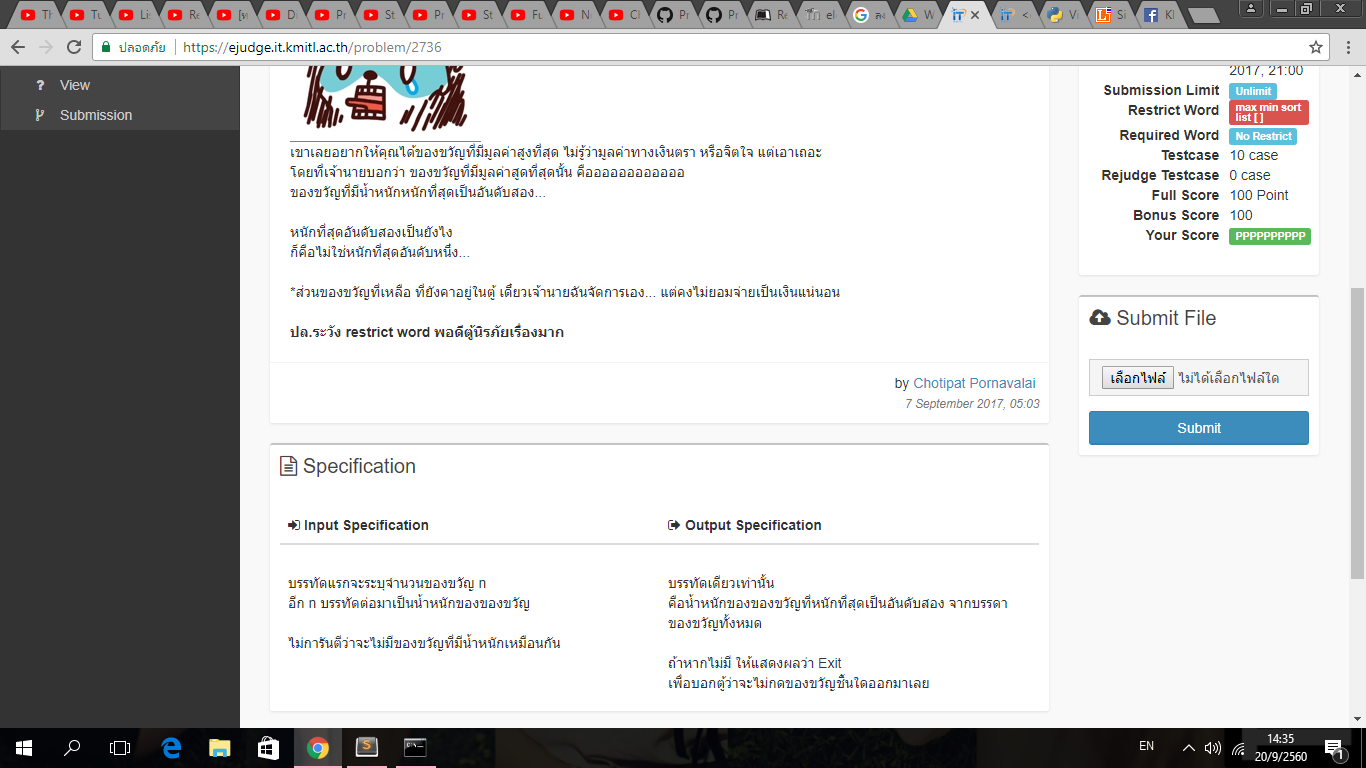 Th
Tu
Li
Re
[ห
Di
Pr
St
Pr
St
Fu
N
Cl
Pr
Pr
Re
el
ลง
W
<
Vi
Si
Kl
ปลอดภัย
https://ejudge.it.kmitl.ac.th/problem/2736
View
Submission
เขาเลยอยากให้คุณได้ของขวัญที่มีมูลค่าสูงที่สุด ไม่รู้ว่ามูลค่าทางเงินตรา หรือจิตใจ แต่เอาเถอะ
โดยที่เจ้านายบอกว่า ของขวัญที่มีมูลค่าสูดที่สุดนั้น คืออออออออออออ
ของขวัญที่มีน้ำหนักหนักที่สุดเป็นอันดับสอง...
หนักที่สุดอันดับสองเป็นยังไง
ก็คือไม่ใช่หนักที่สุดอันดับหนึ่ง...
*ส่วนของขวัญที่เหลือ ที่ยังคาอยู่ในตู้ เดี๋ยวเจ้านายฉันจัดการเอง... แต่คงไม่ยอมจ่ายเป็นเงินแน่นอน
ปล.ระวัง restrict word พอดีตู้นิรภัยเรื่องมาก
by Chotipat Pornavalai
7 September 2017, 05:03
Specification
Input Specification
บรรทัดแรกจะระบุจำนวนของขวัญ n
อีก n บรรทัดต่อมาเป็นน้ำหนักของของขวัญ
ไม่การันตีว่าจะไม่มีของขวัญที่มีน้ำหนักเหมือนกัน
Output Specification
บรรทัดเดียวเท่านั้น
คือน้ำหนักของของขวัญที่หนักที่สุดเป็นอันดับสอง จากบรรดา
ของขวัญทั้งหมด
ถ้าหากไม่มี ให้แสดงผลว่า Exit
เพื่อบอกตู้ว่าจะไม่กดของขวัญชิ้นใดออกมาเลย
2017, 21:00
Submission Limit Unlimit
Restrict Word max min sort
list [ ]
Required Word No Restrict
Testcase 10 case
Rejudge Testcase 0 case
Full Score 100 Point
Bonus Score 100
Your Score PPPPPPPPPP
Submit File
เลือกไฟล์ ไม่ได้เลือกไฟล์ใด
Submit
EN
14:35
20/9/2560
1